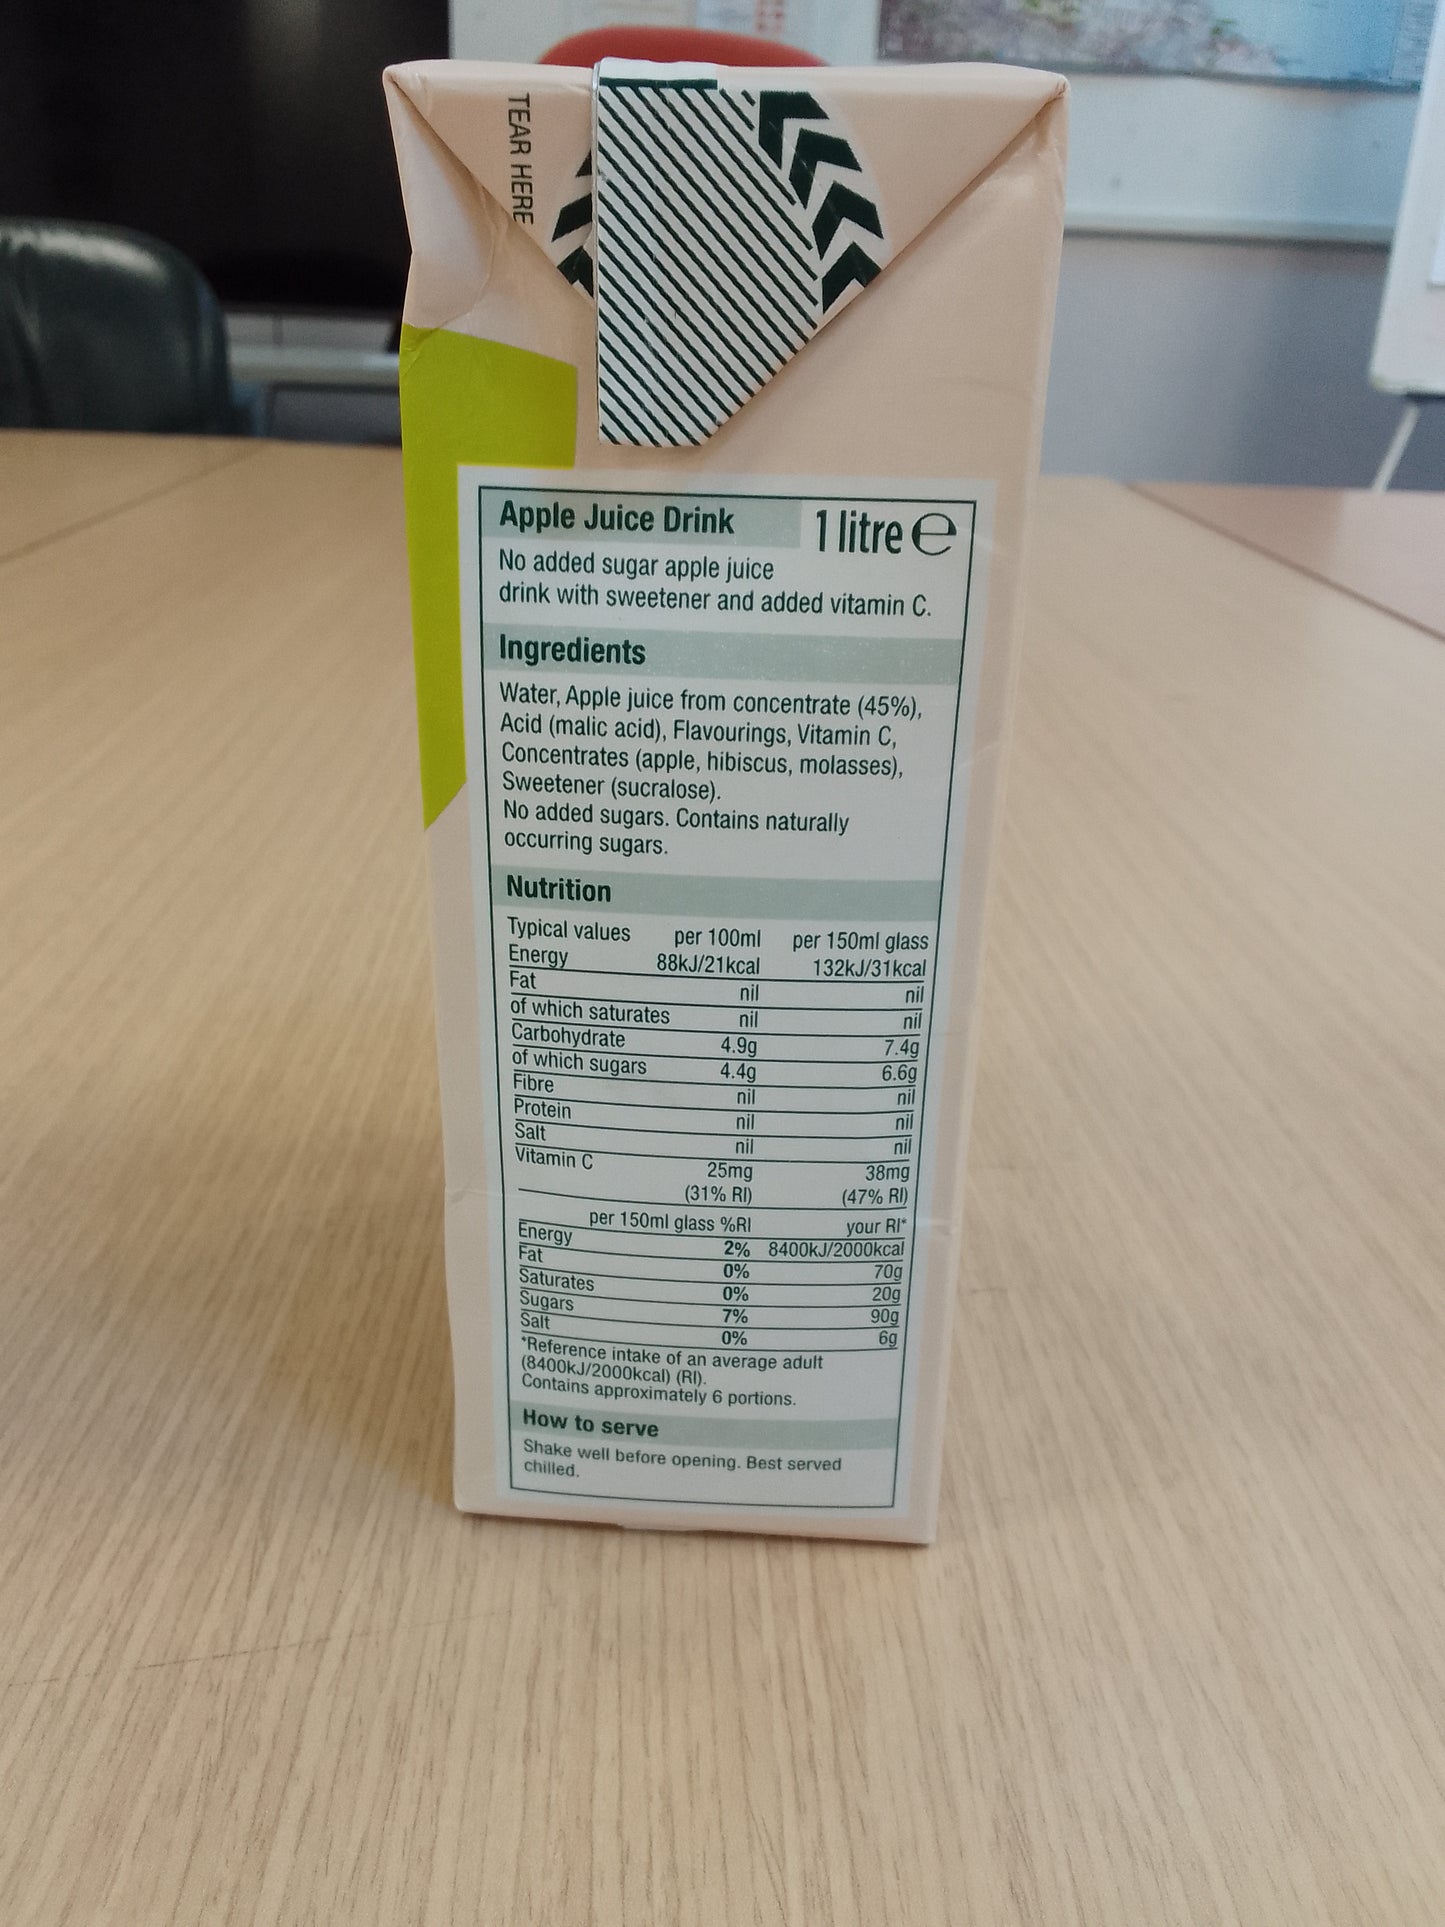 TEAR HERE
Apple Juice Drink
1 litre ℮
No added sugar apple juice
drink with sweetener and added vitamin C.
Ingredients
Water, Apple juice from concentrate (45%),
Acid (malic acid), Flavourings, Vitamin C,
Concentrates (apple, hibiscus, molasses),
Sweetener (sucralose).
No added sugars. Contains naturally
occurring sugars.
Nutrition
Typical values per 100ml per 150ml glass
Energy 88kJ/21kcal 132kJ/31kcal
Fat nil nil
of which saturates nil nil
Carbohydrate 4.9g 7.4g
of which sugars 4.4g 6.6g
Fibre nil nil
Protein nil nil
Salt nil nil
Vitamin C 25mg 38mg
(31% RI) (47% RI)
per 150ml glass %RI your RI*
Energy 2% 8400kJ/2000kcal
Fat 0% 70g
Saturates 0% 20g
Sugars 7% 90g
Salt 0% 6g
*Reference intake of an average adult
(8400kJ/2000kcal) (RI).
Contains approximately 6 portions.
How to serve
Shake well before opening. Best served
chilled.